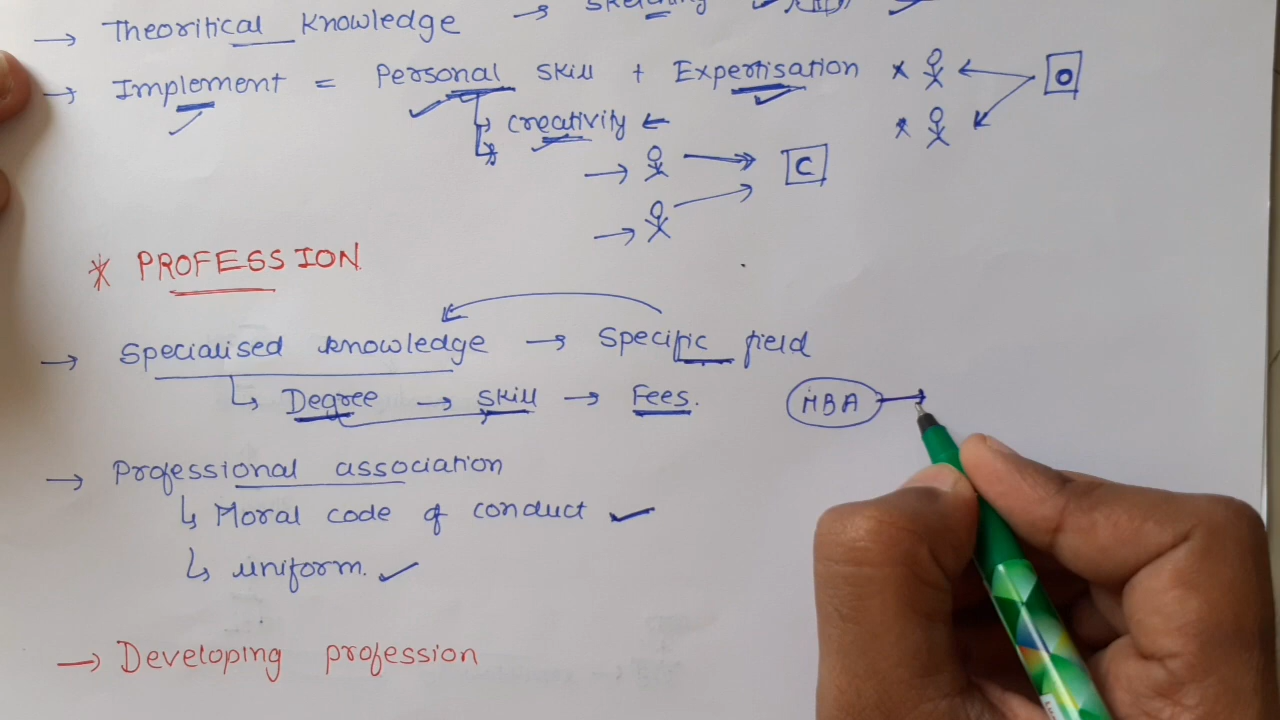 → Theoritical knowledge → sketching
→ Implement = Personal skill + Expertisation * O
↳ creativity ← *
→ C
→
* PROFESSION
→ Specialised knowledge → Specific field
↳ Degree → skill → Fees. MBA →
→ Professional association
↳ Moral code of conduct ✓
↳ uniform. ✓
→ Developing profession